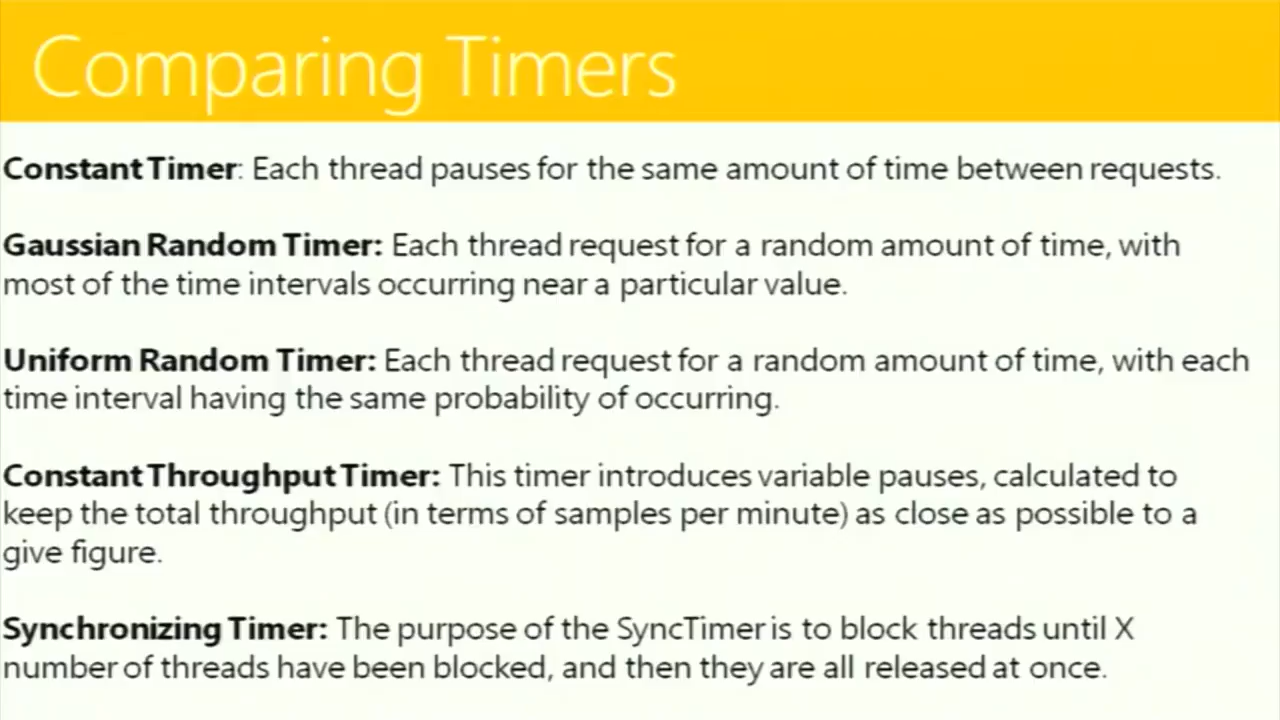 Comparing Timers
Constant Timer: Each thread pauses for the same amount of time between requests.
Gaussian Random Timer: Each thread request for a random amount of time, with
most of the time intervals occurring near a particular value.
Uniform Random Timer: Each thread request for a random amount of time, with each
time interval having the same probability of occurring.
Constant Throughput Timer: This timer introduces variable pauses, calculated to
keep the total throughput (in terms of samples per minute) as close as possible to a
give figure.
Synchronizing Timer: The purpose of the SyncTimer is to block threads until X
number of threads have been blocked, and then they are all released at once.